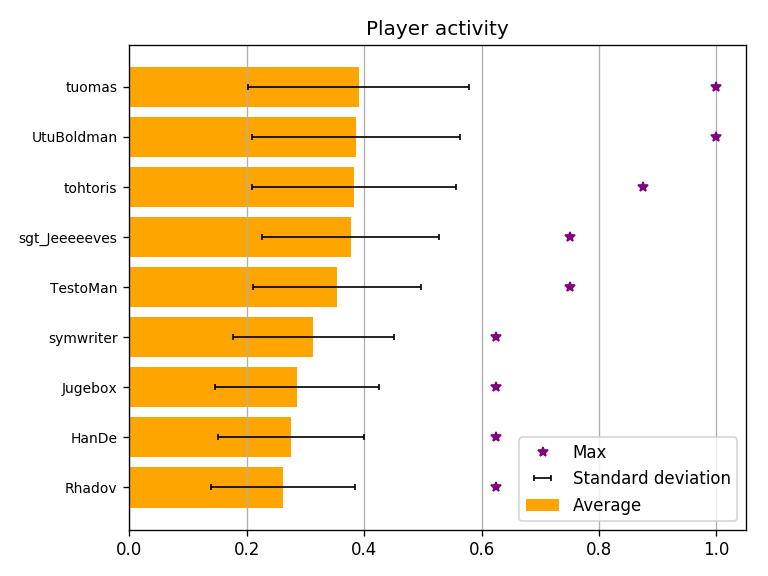 Player activity
tuomas
UtuBoldman
tohtoris
sgt_Jeeeeeves
TestoMan
symwriter
Jugebox
HanDe
Rhadov
Max
Standard deviation
Average
0.0 0.2 0.4 0.6 0.8 1.0